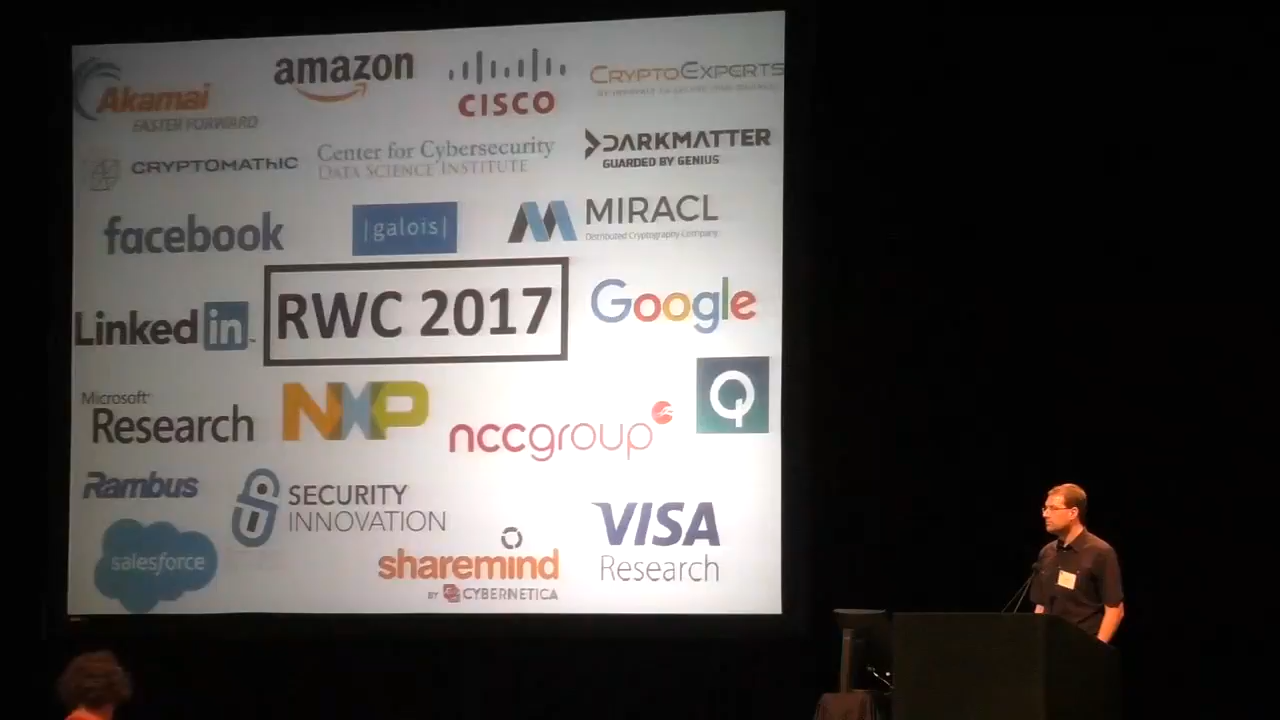 Akamai
FASTER FORWARD
amazon
CISCO
CRYPTOEXPERTS
CRYPTOMATHIC
Center for Cybersecurity
DATA SCIENCE INSTITUTE
DARKMATTER
GUARDED BY GENIUS
facebook
|galois|
MIRACL
Distributed Cryptography Company
LinkedIn
RWC 2017
Google
Microsoft
Research
NXP
nccgroup
Q
Rambus
SECURITY
INNOVATION
VISA
Research
salesforce
sharemind
BY CYBERNETICA